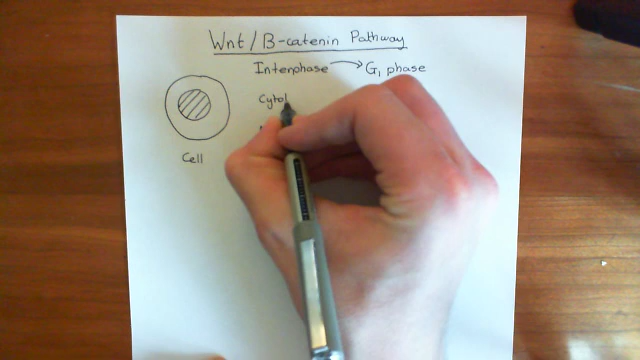 Wnt / B-catenin Pathway
Interphase → G1 phase
Cytol
Cell